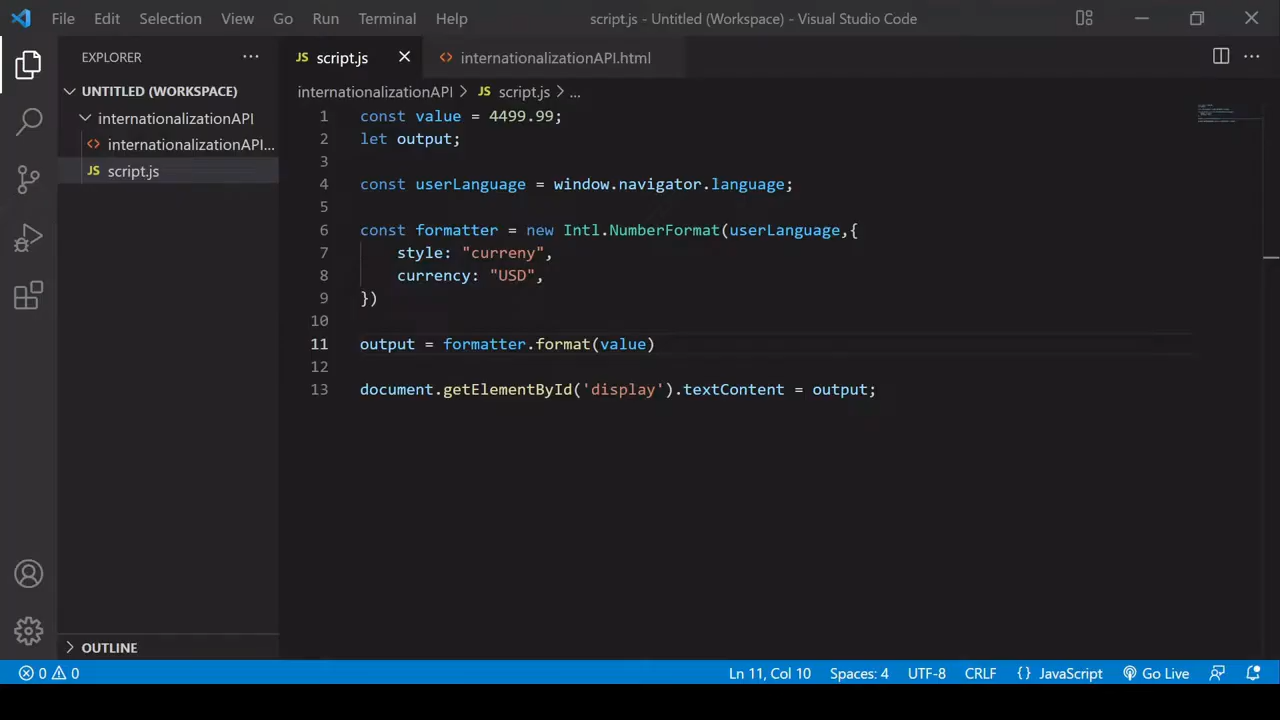 File Edit Selection View Go Run Terminal Help script.js - Untitled (Workspace) - Visual Studio Code
EXPLORER ...
UNTITLED (WORKSPACE)
internationalizationAPI
<> internationalizationAPI...
JS script.js
OUTLINE
JS script.js <> internationalizationAPI.html ...
internationalizationAPI > JS script.js > ...
1 const value = 4499.99;
2 let output;
3
4 const userLanguage = window.navigator.language;
5
6 const formatter = new Intl.NumberFormat(userLanguage,{
7 style: "curreny",
8 currency: "USD",
9 })
10
11 output = formatter.format(value)
12
13 document.getElementById('display').textContent = output;
0 0 Ln 11, Col 10 Spaces: 4 UTF-8 CRLF {} JavaScript Go Live